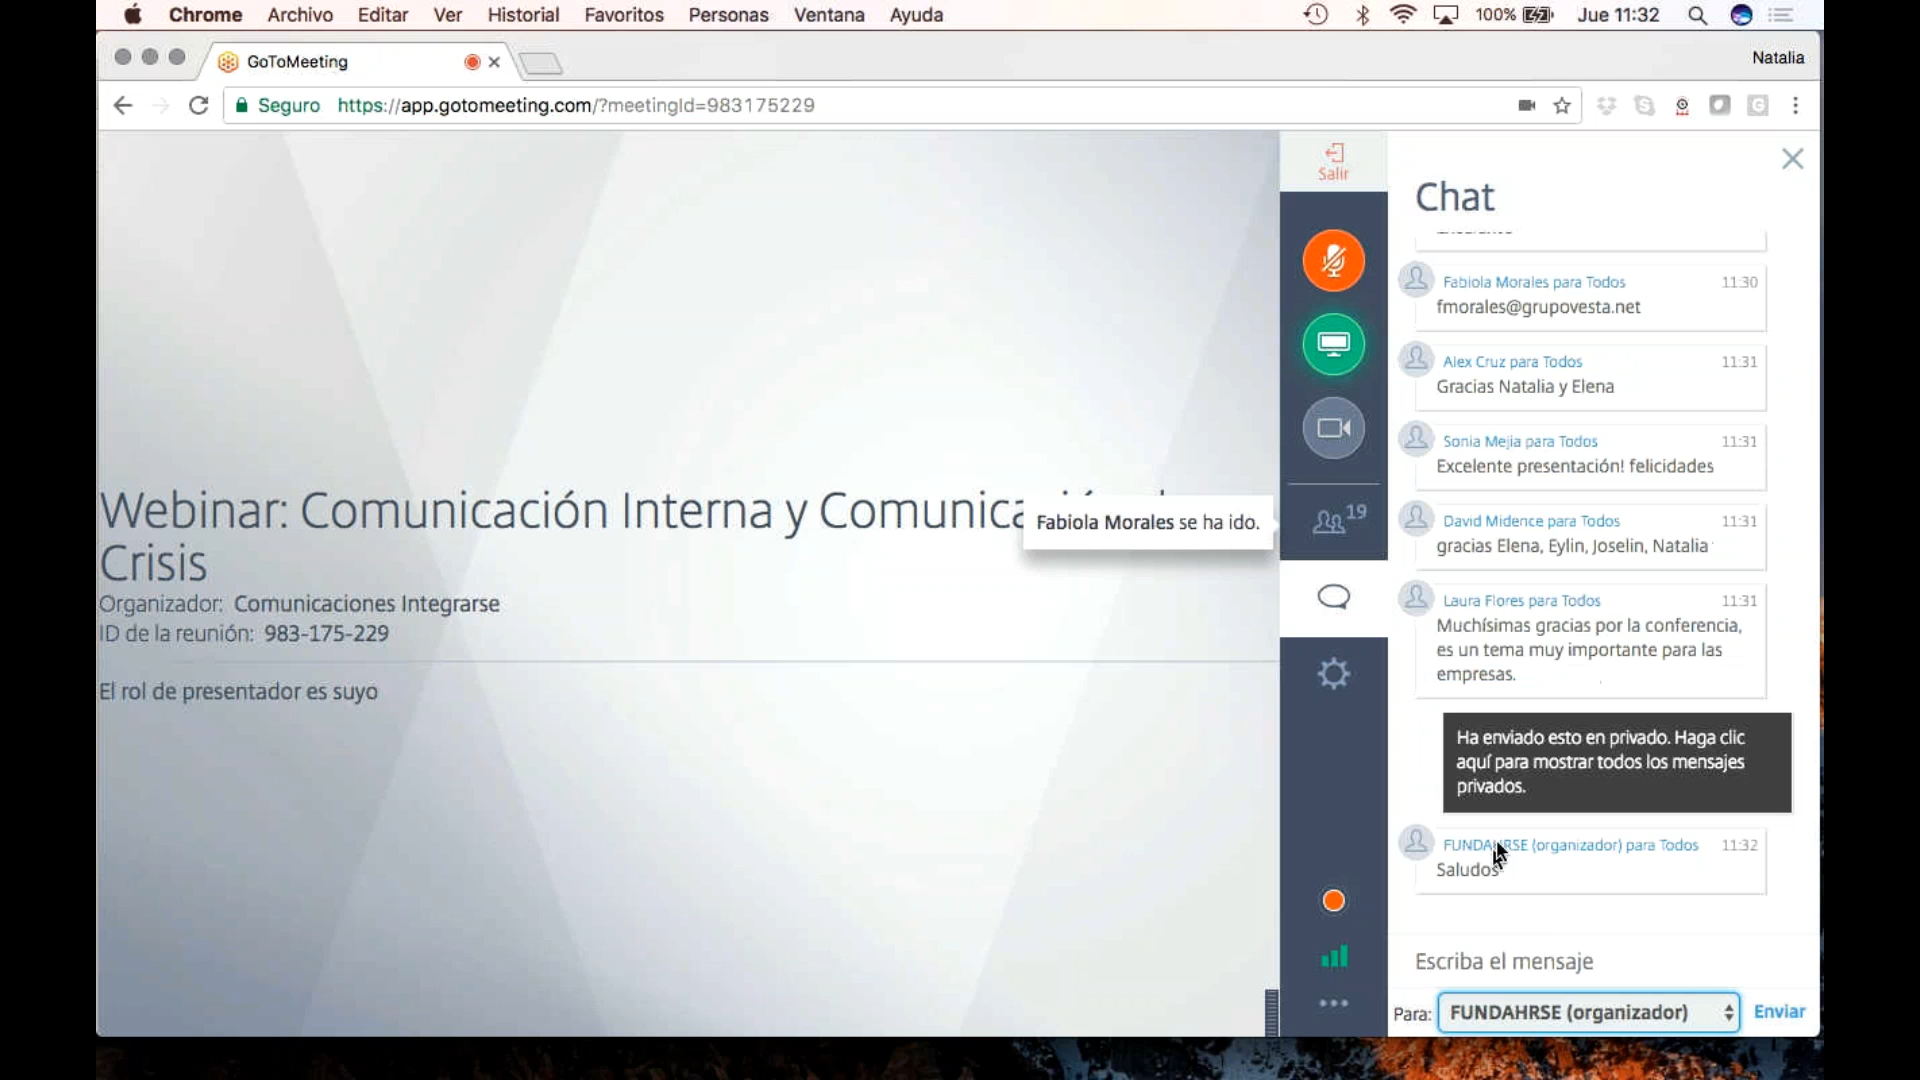 Chrome Archivo Editar Ver Historial Favoritos Personas Ventana Ayuda 100% Jue 11:32
GoToMeeting
Natalia
Seguro https://app.gotomeeting.com/?meetingId=983175229
Salir
Chat
Fabiola Morales para Todos 11:30
fmorales@grupovesta.net
Alex Cruz para Todos 11:31
Gracias Natalia y Elena
Sonia Mejia para Todos 11:31
Excelente presentación! felicidades
David Midence para Todos 11:31
gracias Elena, Eylin, Joselin, Natalia
Laura Flores para Todos 11:31
Muchísimas gracias por la conferencia,
es un tema muy importante para las
empresas.
Ha enviado esto en privado. Haga clic
aquí para mostrar todos los mensajes
privados.
FUNDAHRSE (organizador) para Todos 11:32
Saludos
Escriba el mensaje
Para: FUNDAHRSE (organizador) Enviar
19
Fabiola Morales se ha ido.
Webinar: Comunicación Interna y
Crisis
Organizador: Comunicaciones Integrarse
ID de la reunión: 983-175-229
El rol de presentador es suyo